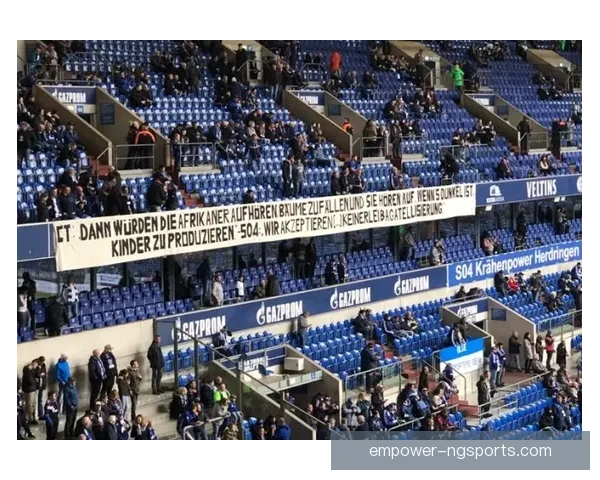 GAZPROM
ET: DANN WÜRDEN DIE AFRIKANER AUFHÖREN, BÄUME ZU FÄLLEN UND SIE HÖREN AUF, WENN'S DUNKEL IST
KINDER ZU PRODUZIEREN" -S04: „WIR AKZEPTIEREN [...] KEINERLEI BAGATELLISIERUNG"
VELTINS
S04 Krähenpower Herdringen
GAZPROM GAZPROM GAZPROM GAZPROM
empower-ngsports.com